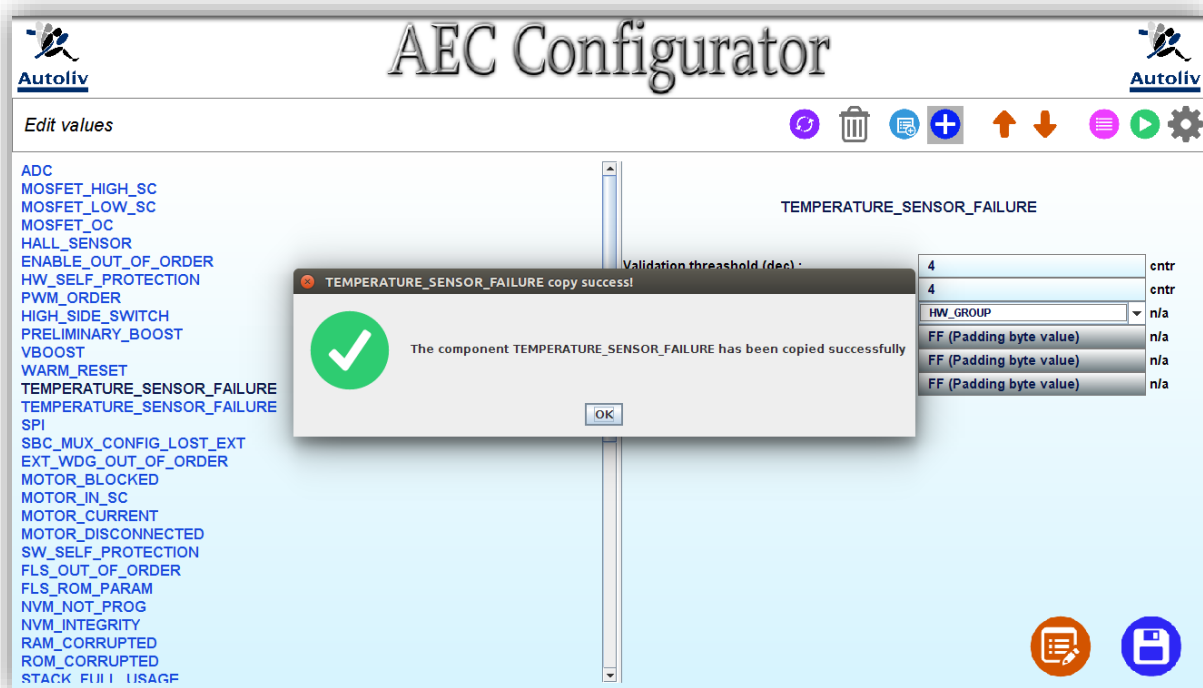 AEC Configurator
Autoliv
Autoliv
Edit values
ADC
MOSFET_HIGH_SC
MOSFET_LOW_SC
MOSFET_OC
HALL_SENSOR
ENABLE_OUT_OF_ORDER
HW_SELF_PROTECTION
PWM_ORDER
HIGH_SIDE_SWITCH
PRELIMINARY_BOOST
VBOOST
WARM_RESET
TEMPERATURE_SENSOR_FAILURE
TEMPERATURE_SENSOR_FAILURE
SPI
SBC_MUX_CONFIG_LOST_EXT
EXT_WDG_OUT_OF_ORDER
MOTOR_BLOCKED
MOTOR_IN_SC
MOTOR_CURRENT
MOTOR_DISCONNECTED
SW_SELF_PROTECTION
FLS_OUT_OF_ORDER
FLS_ROM_PARAM
NVM_NOT_PROG
NVM_INTEGRITY
RAM_CORRUPTED
ROM_CORRUPTED
STACK_FULL_USAGE
TEMPERATURE_SENSOR_FAILURE
Validation threashold (dec) : 4 cntr
4 cntr
HW_GROUP n/a
FF (Padding byte value) n/a
FF (Padding byte value) n/a
FF (Padding byte value) n/a
TEMPERATURE_SENSOR_FAILURE copy success!
The component TEMPERATURE_SENSOR_FAILURE has been copied successfully
OK